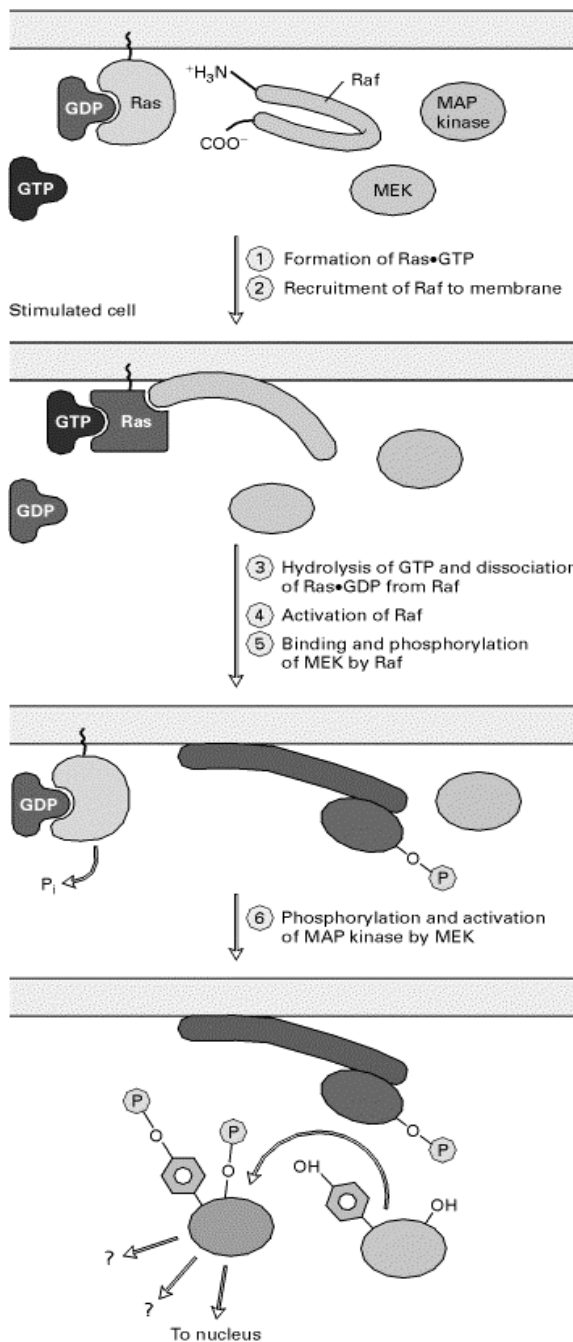 +H₃N
Raf
GDP
Ras
MAP
kinase
COO⁻
GTP
MEK
1 Formation of Ras•GTP
2 Recruitment of Raf to membrane
Stimulated cell
GTP
Ras
GDP
3 Hydrolysis of GTP and dissociation
of Ras•GDP from Raf
4 Activation of Raf
5 Binding and phosphorylation
of MEK by Raf
GDP
O
P
Pᵢ
6 Phosphorylation and activation
of MAP kinase by MEK
P
P
O
P
O
O
OH
OH
?
?
To nucleus